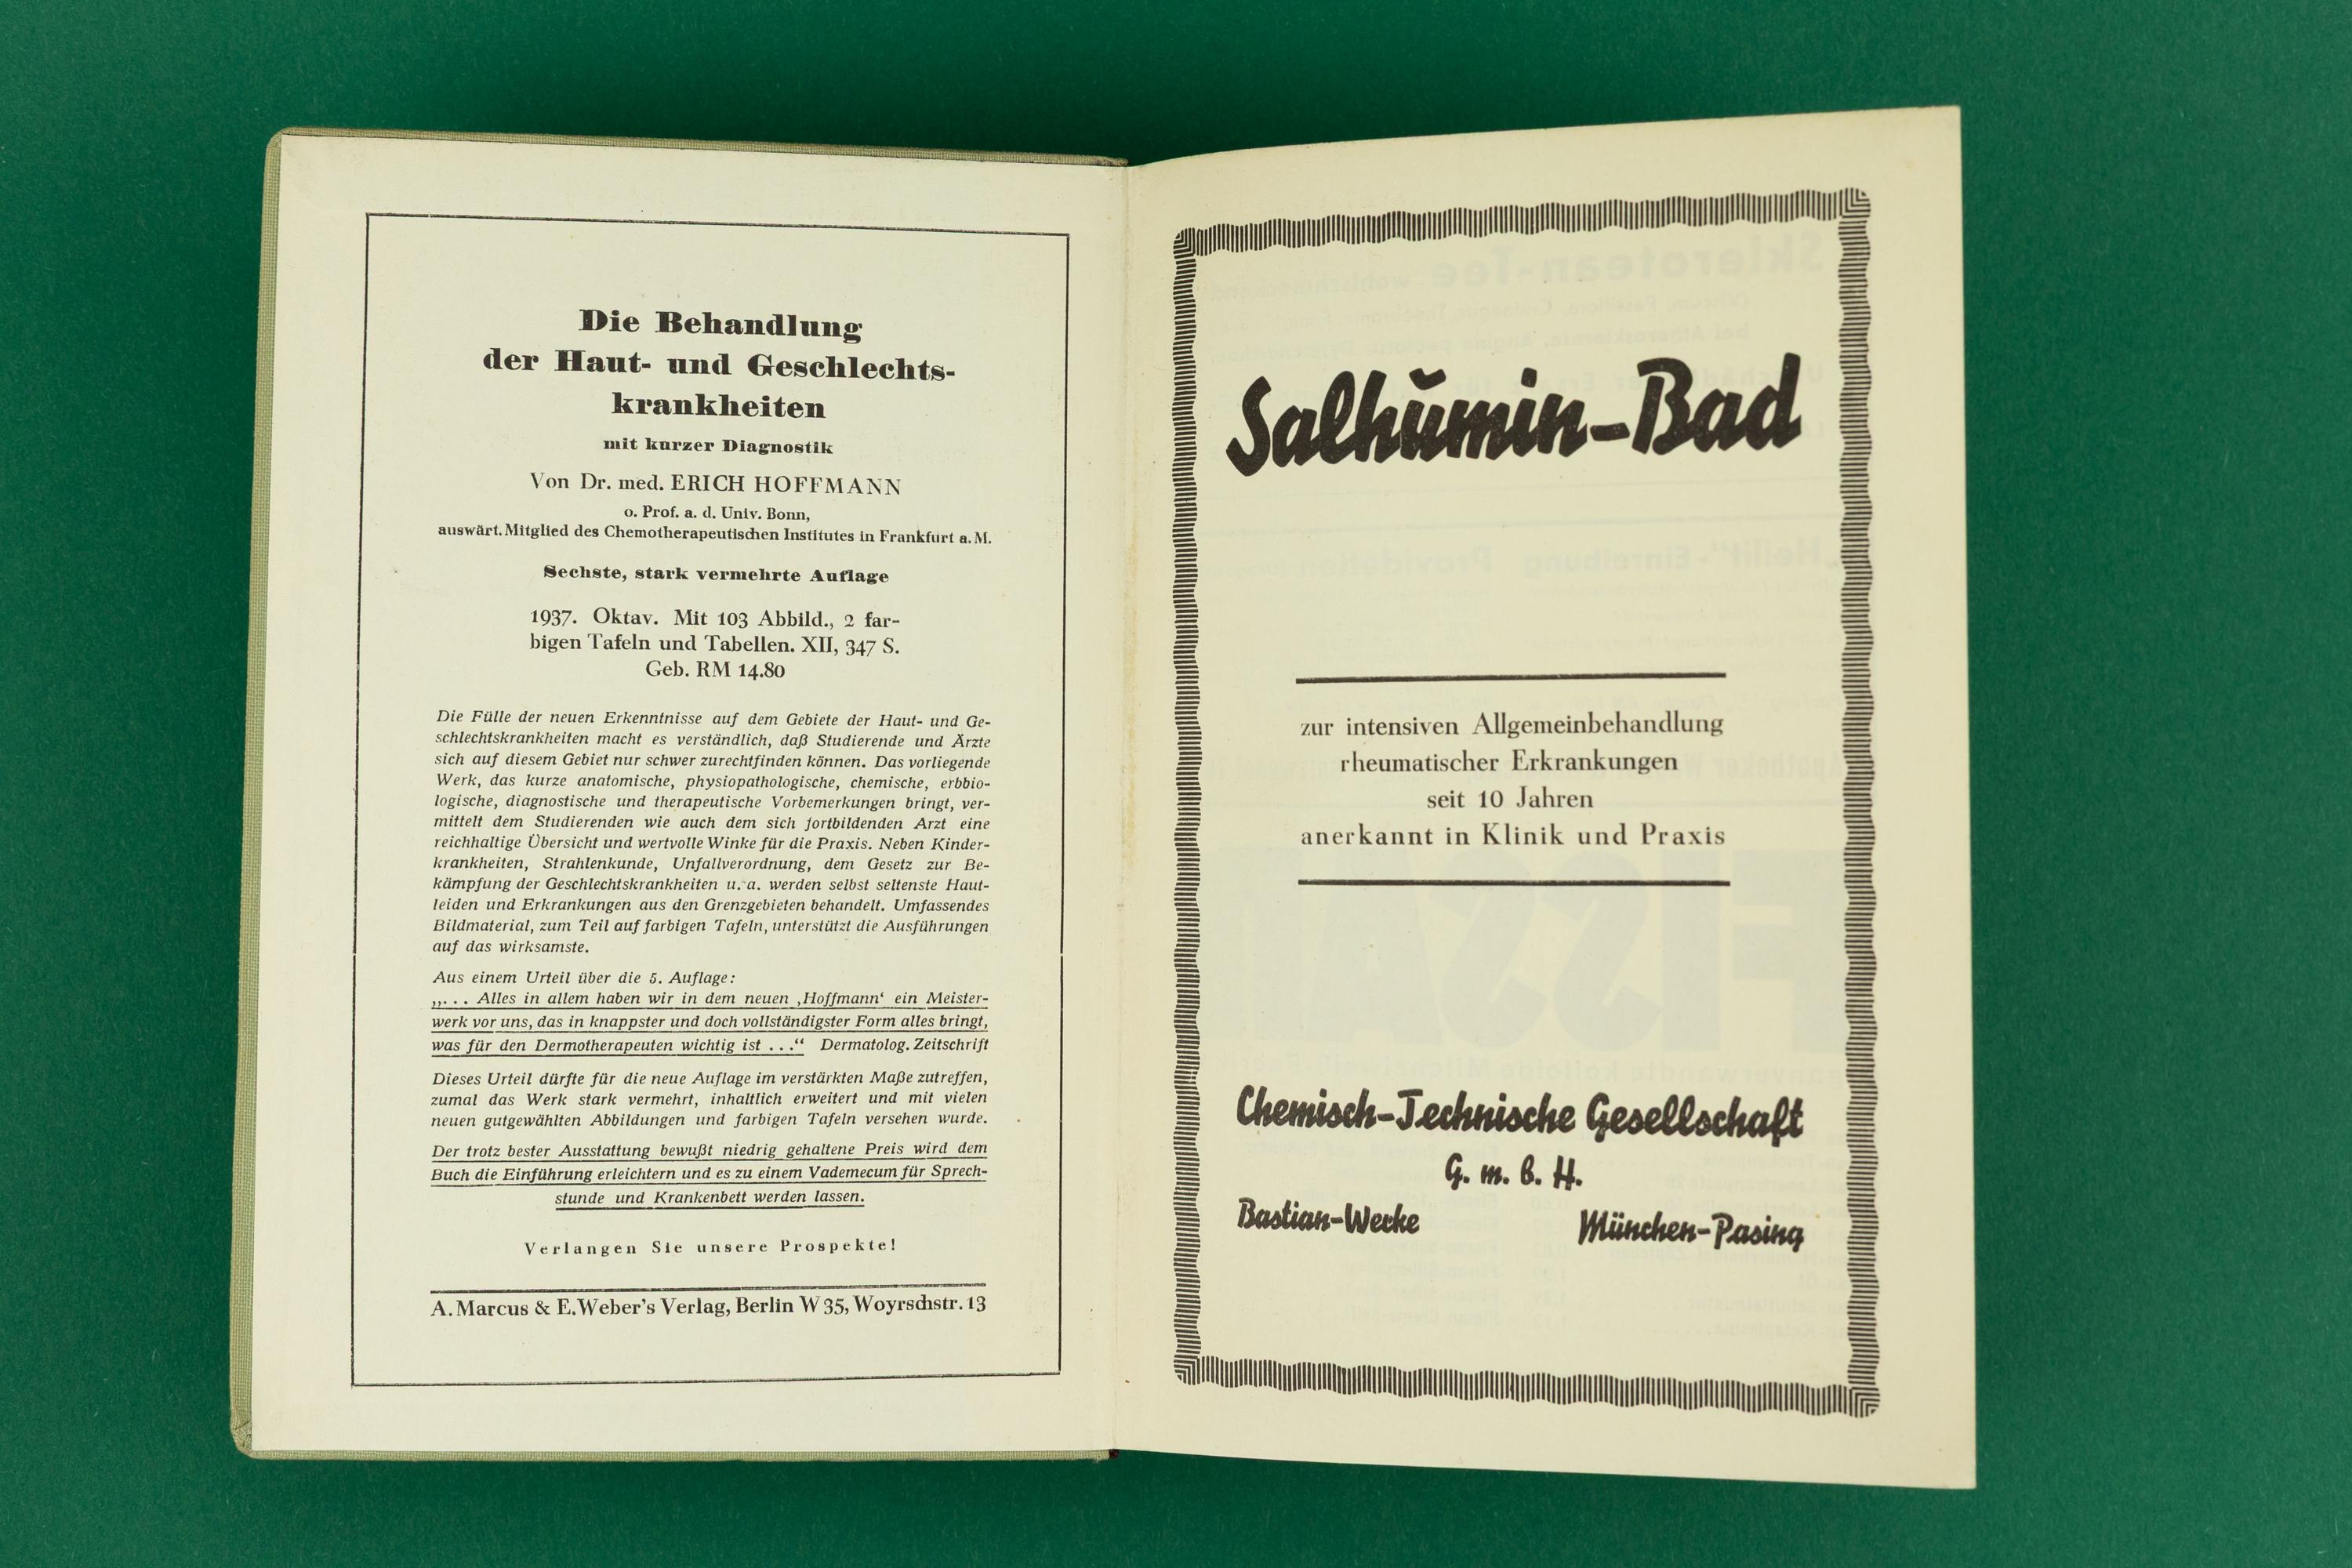 Die Behandlung
der Haut- und Geschlechts-
krankheiten
mit kurzer Diagnostik
Von Dr. med. ERICH HOFFMANN
o. Prof. a. d. Univ. Bonn,
auswärt. Mitglied des Chemotherapeutischen Institutes in Frankfurt a. M.
Sechste, stark vermehrte Auflage
1937. Oktav. Mit 103 Abbild., 2 far-
bigen Tafeln und Tabellen. XII, 347 S.
Geb. RM 14.80
Die Fülle der neuen Erkenntnisse auf dem Gebiete der Haut- und Ge-
schlechtskrankheiten macht es verständlich, daß Studierende und Ärzte
sich auf diesem Gebiet nur schwer zurechtfinden können. Das vorliegende
Werk, das kurze anatomische, physiopathologische, chemische, erbbio-
logische, diagnostische und therapeutische Vorbemerkungen bringt, ver-
mittelt dem Studierenden wie auch dem sich fortbildenden Arzt eine
reichhaltige Übersicht und wertvolle Winke für die Praxis. Neben Kinder-
krankheiten, Strahlenkunde, Unfallverordnung, dem Gesetz zur Be-
kämpfung der Geschlechtskrankheiten u. a. werden selbst seltenste Haut-
leiden und Erkrankungen aus den Grenzgebieten behandelt. Umfassendes
Bildmaterial, zum Teil auf farbigen Tafeln, unterstützt die Ausführungen
auf das wirksamste.
Aus einem Urteil über die 5. Auflage:
„. . . Alles in allem haben wir in dem neuen ‚Hoffmann‘ ein Meister-
werk vor uns, das in knappster und doch vollständigster Form alles bringt,
was für den Dermotherapeuten wichtig ist . . .“ Dermatolog. Zeitschrift
Dieses Urteil dürfte für die neue Auflage im verstärkten Maße zutreffen,
zumal das Werk stark vermehrt, inhaltlich erweitert und mit vielen
neuen gutgewählten Abbildungen und farbigen Tafeln versehen wurde.
Der trotz bester Ausstattung bewußt niedrig gehaltene Preis wird dem
Buch die Einführung erleichtern und es zu einem Vademecum für Sprech-
stunde und Krankenbett werden lassen.
Verlangen Sie unsere Prospekte!
A. Marcus & E. Weber's Verlag, Berlin W 35, Woyrschstr. 13
Salhŭmin-Bad
zur intensiven Allgemeinbehandlung
rheumatischer Erkrankungen
seit 10 Jahren
anerkannt in Klinik und Praxis
Chemisch-Technische Gesellschaft
G. m. b. H.
Bastian-Werke München-Pasing